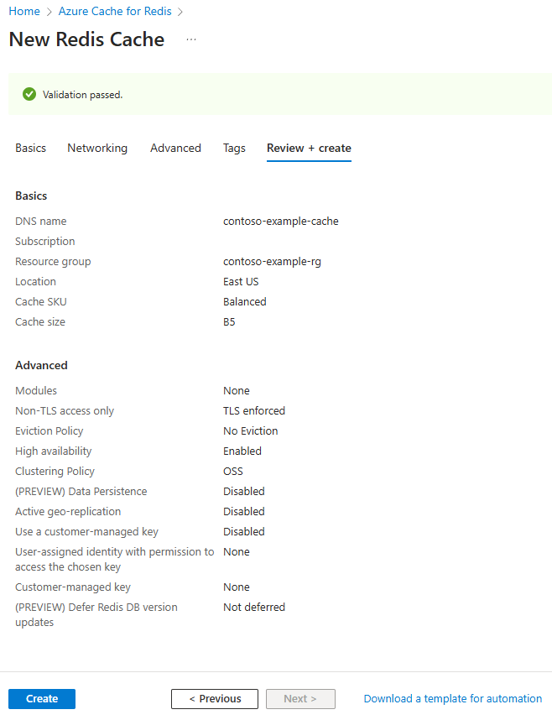 Home > Azure Cache for Redis >
New Redis Cache ...
Validation passed.
Basics Networking Advanced Tags Review + create
Basics
DNS name contoso-example-cache
Subscription
Resource group contoso-example-rg
Location East US
Cache SKU Balanced
Cache size B5
Advanced
Modules None
Non-TLS access only TLS enforced
Eviction Policy No Eviction
High availability Enabled
Clustering Policy OSS
(PREVIEW) Data Persistence Disabled
Active geo-replication Disabled
Use a customer-managed key Disabled
User-assigned identity with permission to None
access the chosen key
Customer-managed key None
(PREVIEW) Defer Redis DB version Not deferred
updates
Create < Previous Next > Download a template for automation